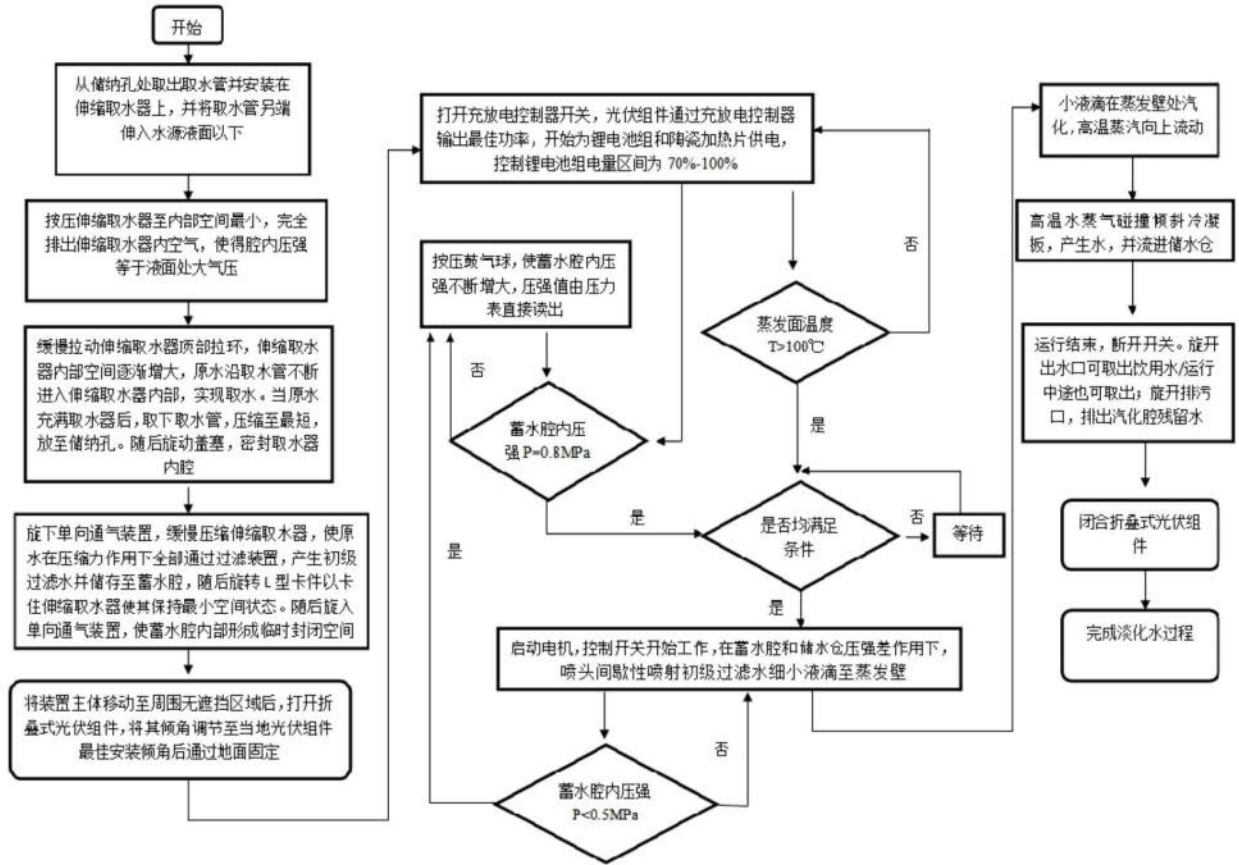 开始
从储纳孔处取出取水管并安装在
伸缩取水器上，并将取水管另端
伸入水源液面以下
按压伸缩取水器至内部空间最小，完全
排出伸缩取水器内空气，使得腔内压强
等于液面处大气压
缓慢拉动伸缩取水器顶部拉环，伸缩取水
器内部空间逐渐增大，原水沿取水管不断
进入伸缩取水器内部，实现取水。当原水
充满取水器后，取下取水管，压缩至最短，
放至储纳孔。随后旋动盖塞，密封取水器
内腔
旋下单向通气装置，缓慢压缩伸缩取水器，使原
水在压缩力作用下全部通过过滤装置，产生初级
过滤水并储存至蓄水腔，随后旋转L型卡件以卡
住伸缩取水器使其保持最小空间状态。随后旋入
单向通气装置，使蓄水腔内部形成临时封闭空间
将装置主体移动至周围无遮挡区域后，打开折
叠式光伏组件，将其倾角调节至当地光伏组件
最佳安装倾角后通过地面固定
打开充放电控制器开关，光伏组件通过充放电控制器
输出最佳功率，开始为锂电池组和陶瓷加热片供电，
控制锂电池组电量区间为 70%-100%
按压鼓气球，使蓄水腔内压
强不断增大，压强值由压力
表直接读出
否
蓄水腔内压
强 P=0.8MPa
是
蒸发面温度
T>100℃
否
是
是否均满足
条件
否
等待
是
启动电机，控制开关开始工作，在蓄水腔和储水仓压强差作用下，
喷头间歇性喷射初级过滤水细小液滴至蒸发壁
蓄水腔内压强
P<0.5MPa
是
否
小液滴在蒸发壁处汽
化，高温蒸汽向上流动
高温水蒸气碰撞倾斜冷凝
板，产生水，并流进储水仓
运行结束，断开开关。旋开
出水口可取出饮用水/运行
中途也可取出；旋开排污
口，排出汽化腔残留水
闭合折叠式光伏组
件
完成淡化水过程